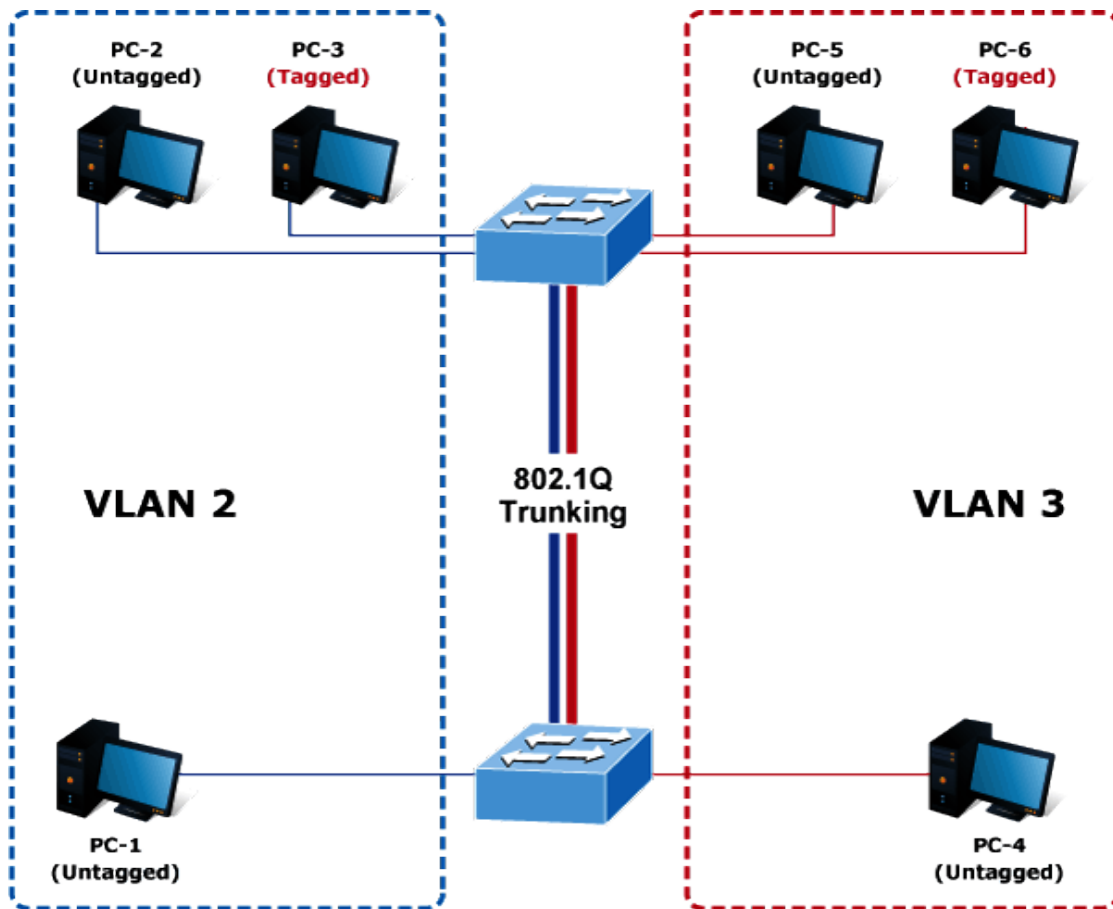 PC-2
(Untagged)
PC-3
(Tagged)
PC-5
(Untagged)
PC-6
(Tagged)
802.1Q
Trunking
VLAN 2
VLAN 3
PC-1
(Untagged)
PC-4
(Untagged)